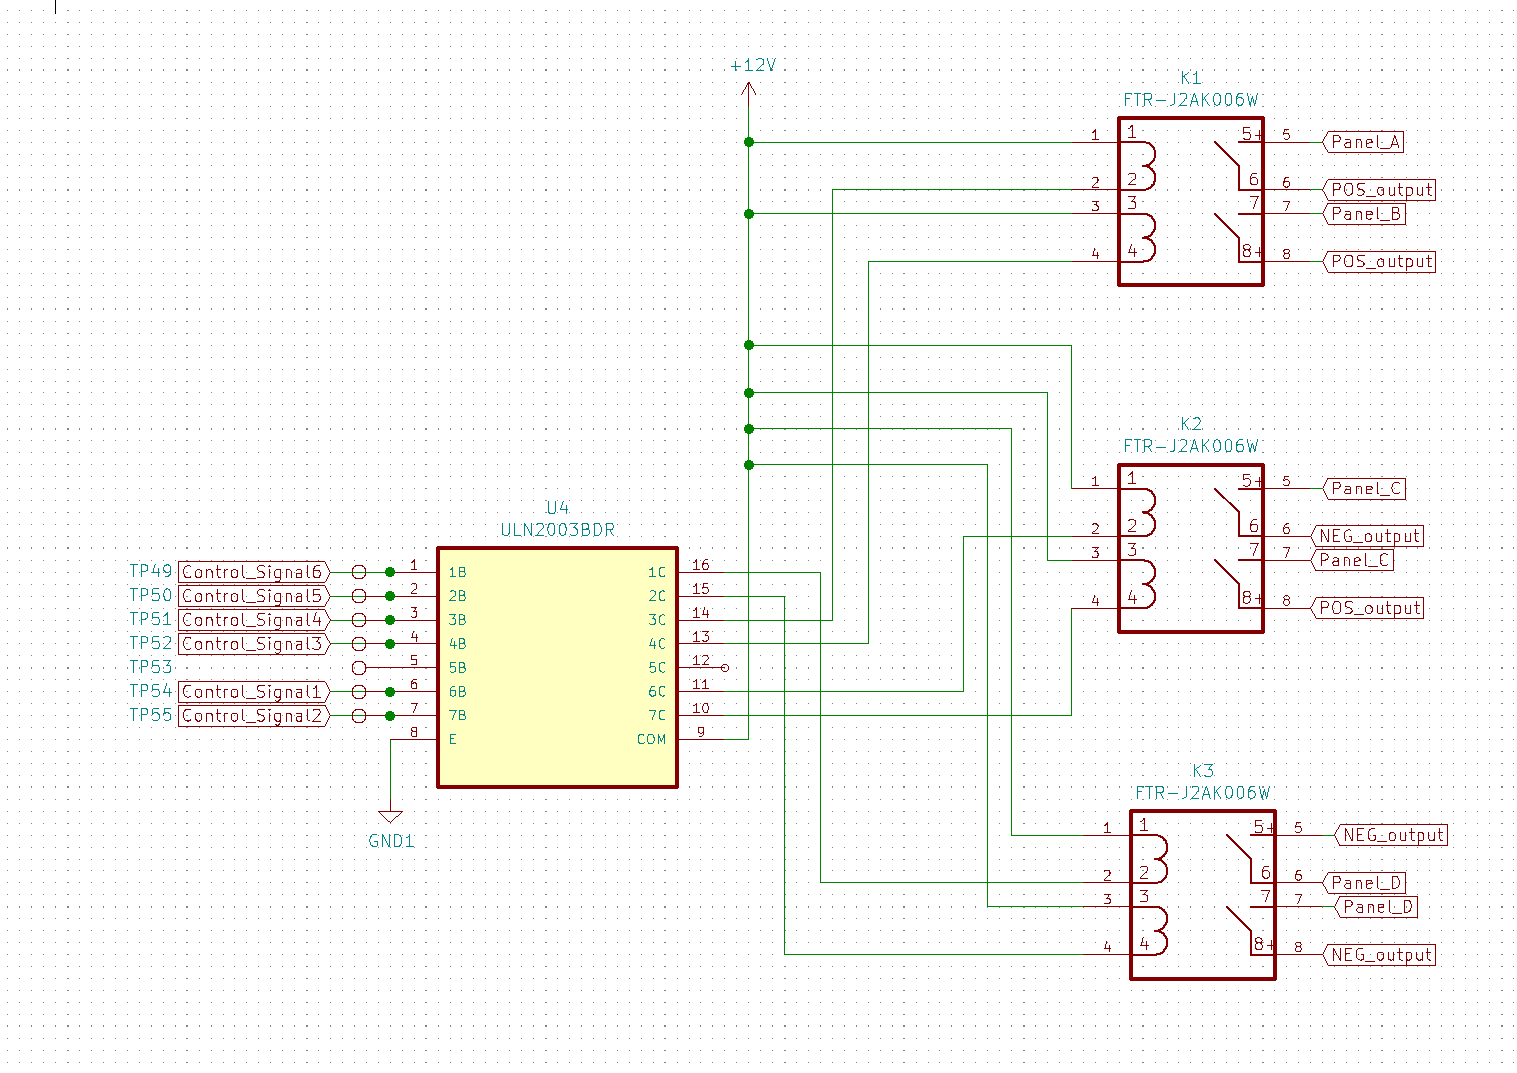 +12V
K1
FTR-J2AK006W
1 1 5+ 5 Panel_A
2 2 6 6 POS_output
3 3 7 7 Panel_B
4 4 8+ 8 POS_output
K2
FTR-J2AK006W
1 1 5+ 5 Panel_C
2 2 6 6 NEG_output
3 3 7 7 Panel_C
4 4 8+ 8 POS_output
U4
ULN2003BDR
TP49 Control_Signal6 1 1B 1C 16
TP50 Control_Signal5 2 2B 2C 15
TP51 Control_Signal4 3 3B 3C 14
TP52 Control_Signal3 4 4B 4C 13
TP53 5 5B 5C 12
TP54 Control_Signal1 6 6B 6C 11
TP55 Control_Signal2 7 7B 7C 10
8 E COM 9
GND1
K3
FTR-J2AK006W
1 1 5+ 5 NEG_output
2 2 6 6 Panel_D
3 3 7 7 Panel_D
4 4 8+ 8 NEG_output